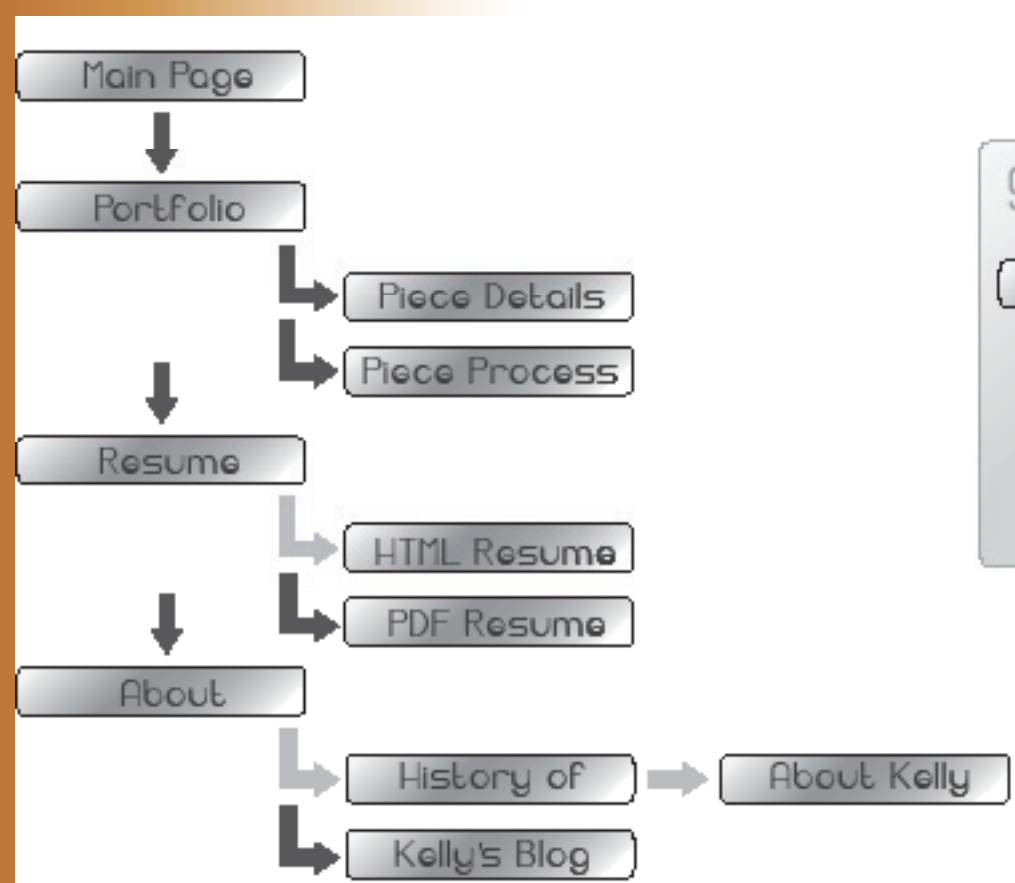 Main Page
Portfolio
Piece Details
Piece Process
Resume
HTML Resume
PDF Resume
About
History of
About Kelly
Kelly's Blog